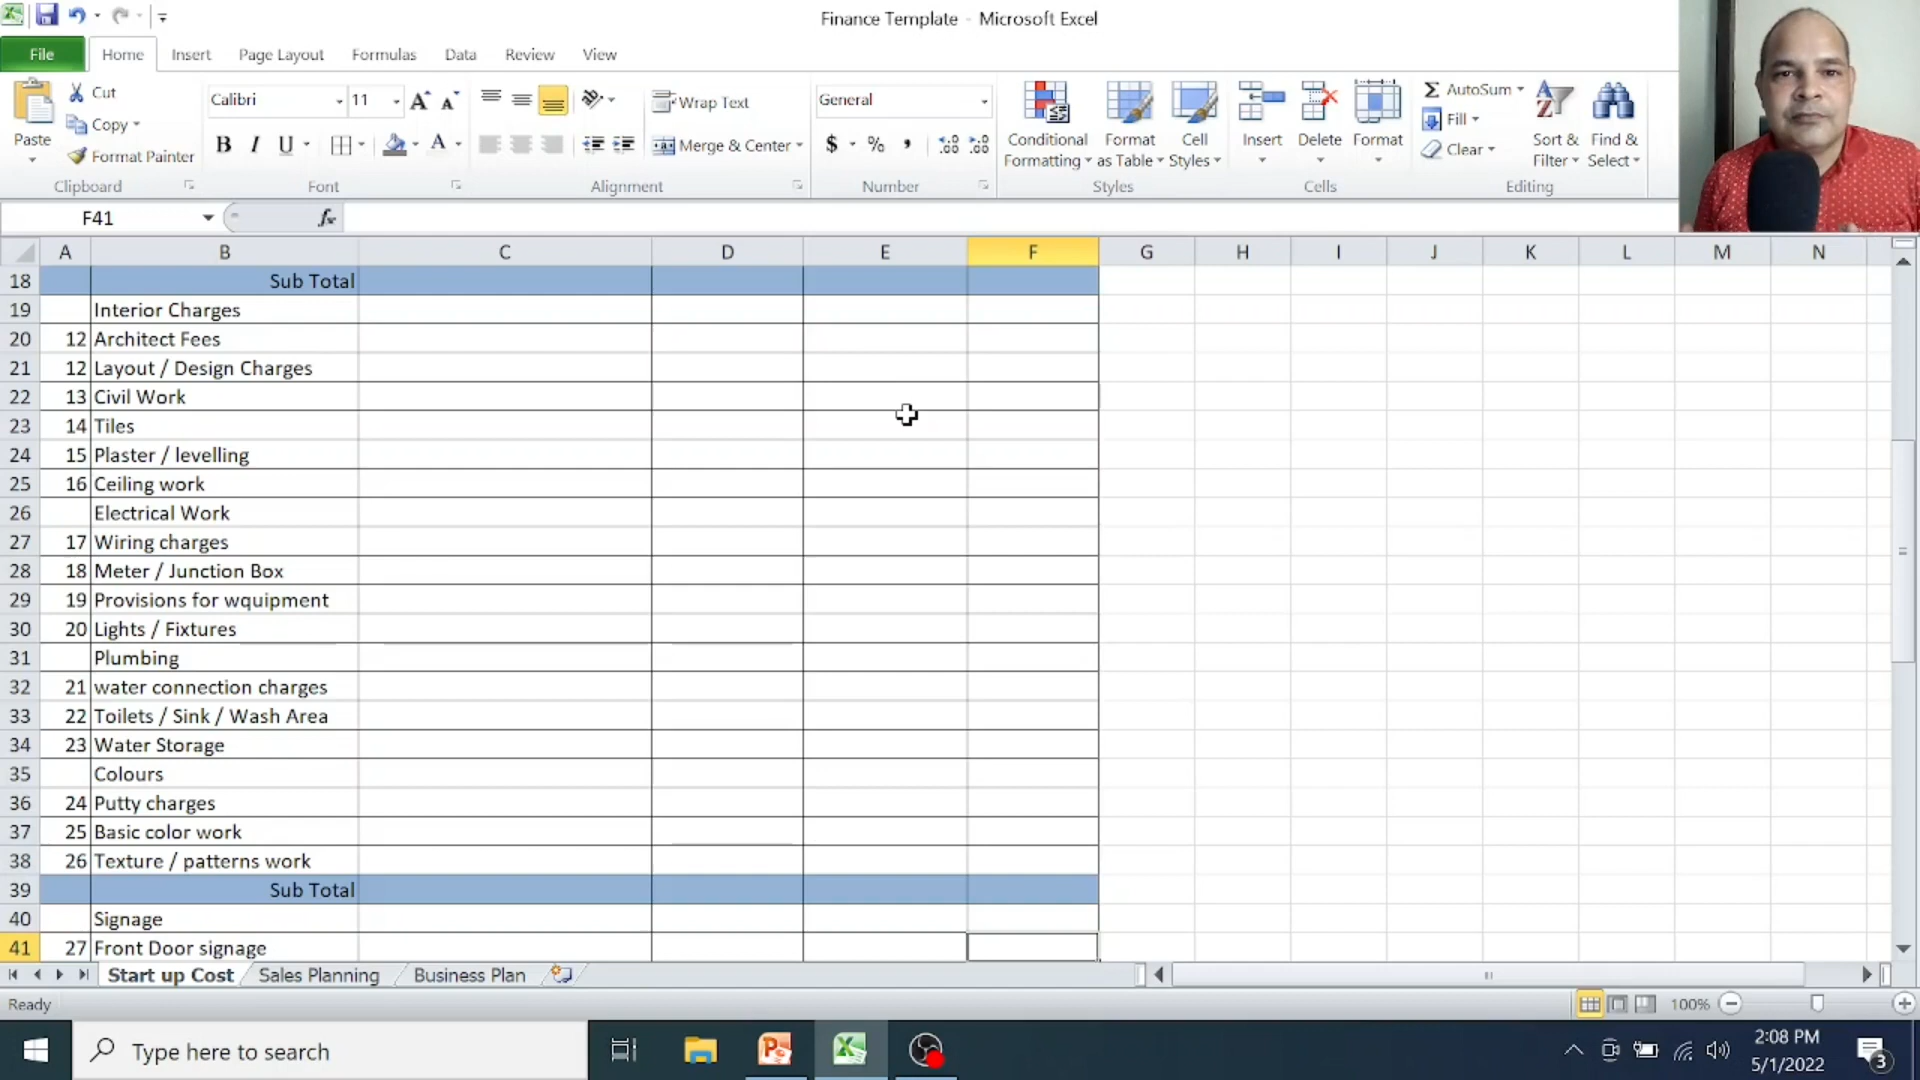 Finance Template - Microsoft Excel
File Home Insert Page Layout Formulas Data Review View
Paste
Cut
Copy
Format Painter
Clipboard
Calibri 11 A A
B I U A
Font
Wrap Text
Merge & Center
Alignment
General
$ % ,
Number
Conditional Formatting
Format as Table
Cell Styles
Styles
Insert Delete Format
Cells
Σ AutoSum
Fill
Clear
Sort & Filter
Find & Select
Editing
F41 fx
A B C D E F G H I J K L M N
18 Sub Total
19 Interior Charges
20 12 Architect Fees
21 12 Layout / Design Charges
22 13 Civil Work
23 14 Tiles
24 15 Plaster / levelling
25 16 Ceiling work
26 Electrical Work
27 17 Wiring charges
28 18 Meter / Junction Box
29 19 Provisions for wquipment
30 20 Lights / Fixtures
31 Plumbing
32 21 water connection charges
33 22 Toilets / Sink / Wash Area
34 23 Water Storage
35 Colours
36 24 Putty charges
37 25 Basic color work
38 26 Texture / patterns work
39 Sub Total
40 Signage
41 27 Front Door signage
Start up Cost Sales Planning Business Plan
Ready 100%
Type here to search
2:08 PM
5/1/2022
3